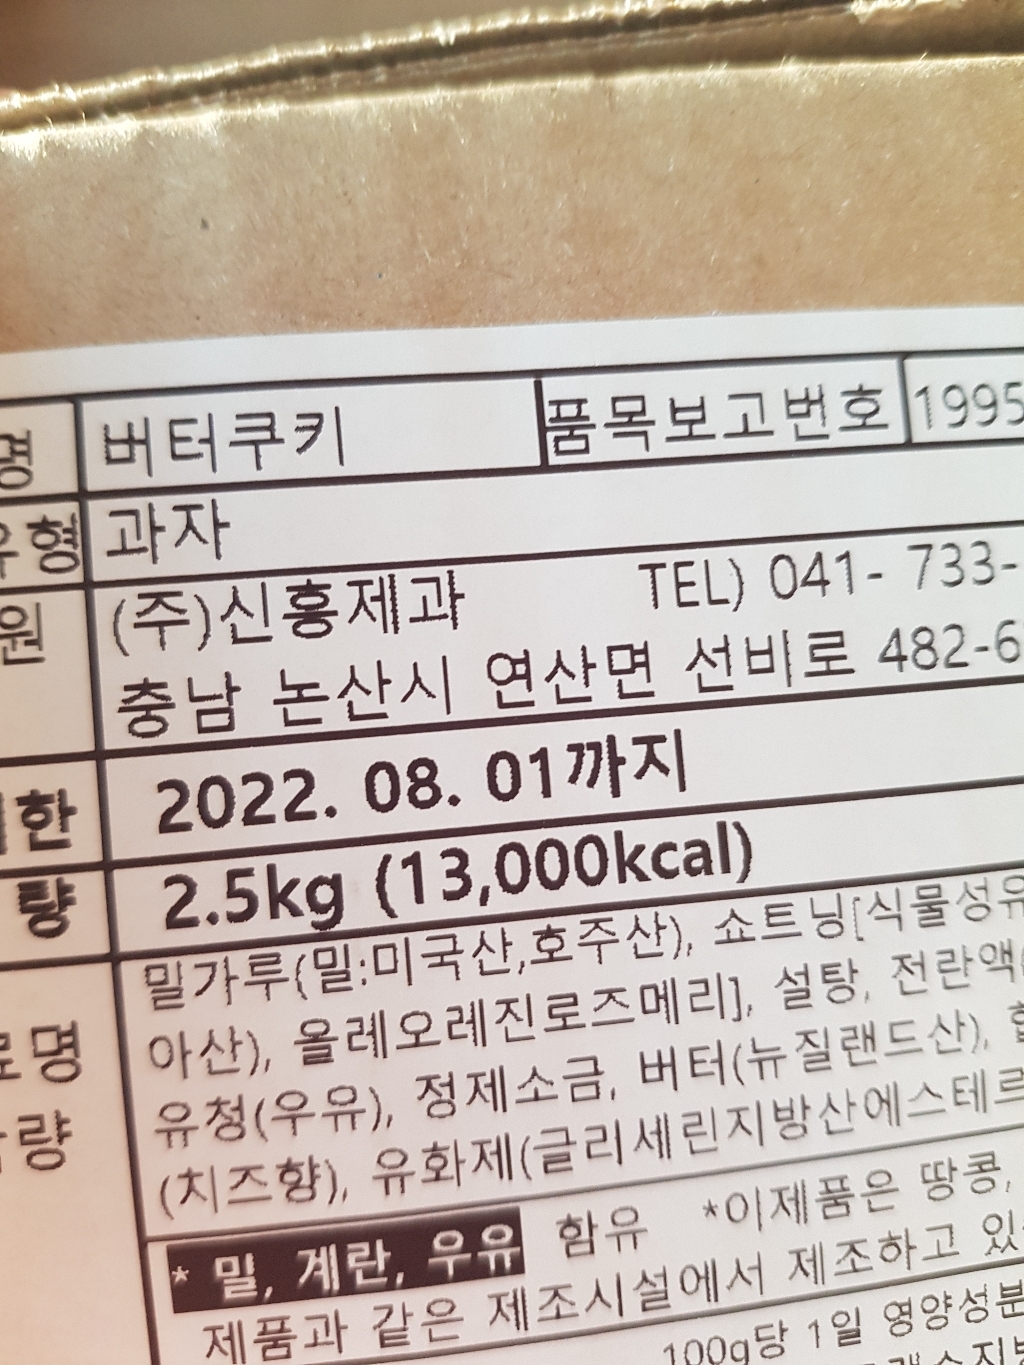 명 버터쿠키 품목보고번호 1995
유형 과자
원 (주)신흥제과 TEL) 041- 733-
충남 논산시 연산면 선비로 482-6
한 2022. 08. 01까지
량 2.5kg (13,000kcal)
밀가루(밀:미국산,호주산), 쇼트닝[식물성유
아산), 올레오레진로즈메리], 설탕, 전란액(
명 유청(우유), 정제소금, 버터(뉴질랜드산), 합
량 (치즈향), 유화제(글리세린지방산에스테르
* 밀, 계란, 우유 함유 *이제품은 땅콩,
제품과 같은 제조시설에서 제조하고 있
100g당 1일 영양성분